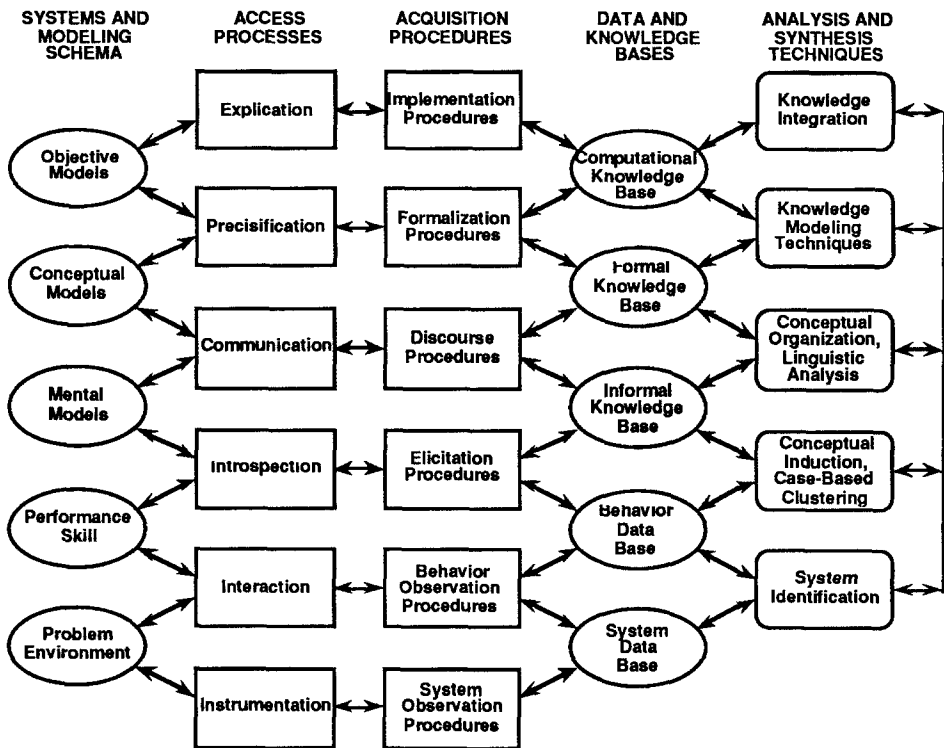 SYSTEMS AND
MODELING
SCHEMA
ACCESS
PROCESSES
ACQUISITION
PROCEDURES
DATA AND
KNOWLEDGE
BASES
ANALYSIS AND
SYNTHESIS
TECHNIQUES
Explication
Implementation
Procedures
Knowledge
Integration
Objective
Models
Computational
Knowledge
Base
Precisification
Formalization
Procedures
Knowledge
Modeling
Techniques
Conceptual
Models
Formal
Knowledge
Base
Communication
Discourse
Procedures
Conceptual
Organization,
Linguistic
Analysis
Mental
Models
Informal
Knowledge
Base
Introspection
Elicitation
Procedures
Conceptual
Induction,
Case-Based
Clustering
Performance
Skill
Behavior
Data
Base
Interaction
Behavior
Observation
Procedures
System
Identification
Problem
Environment
System
Data
Base
Instrumentation
System
Observation
Procedures